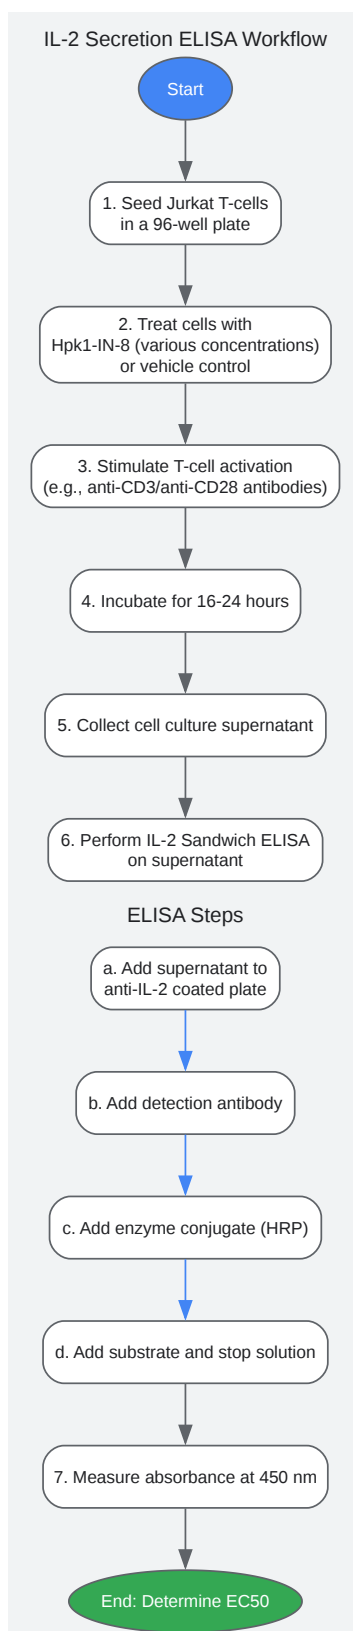 IL-2 Secretion ELISA Workflow
Start
1. Seed Jurkat T-cells
in a 96-well plate
2. Treat cells with
Hpk1-IN-8 (various concentrations)
or vehicle control
3. Stimulate T-cell activation
(e.g., anti-CD3/anti-CD28 antibodies)
4. Incubate for 16-24 hours
5. Collect cell culture supernatant
6. Perform IL-2 Sandwich ELISA
on supernatant
ELISA Steps
a. Add supernatant to
anti-IL-2 coated plate
b. Add detection antibody
c. Add enzyme conjugate (HRP)
d. Add substrate and stop solution
7. Measure absorbance at 450 nm
End: Determine EC50